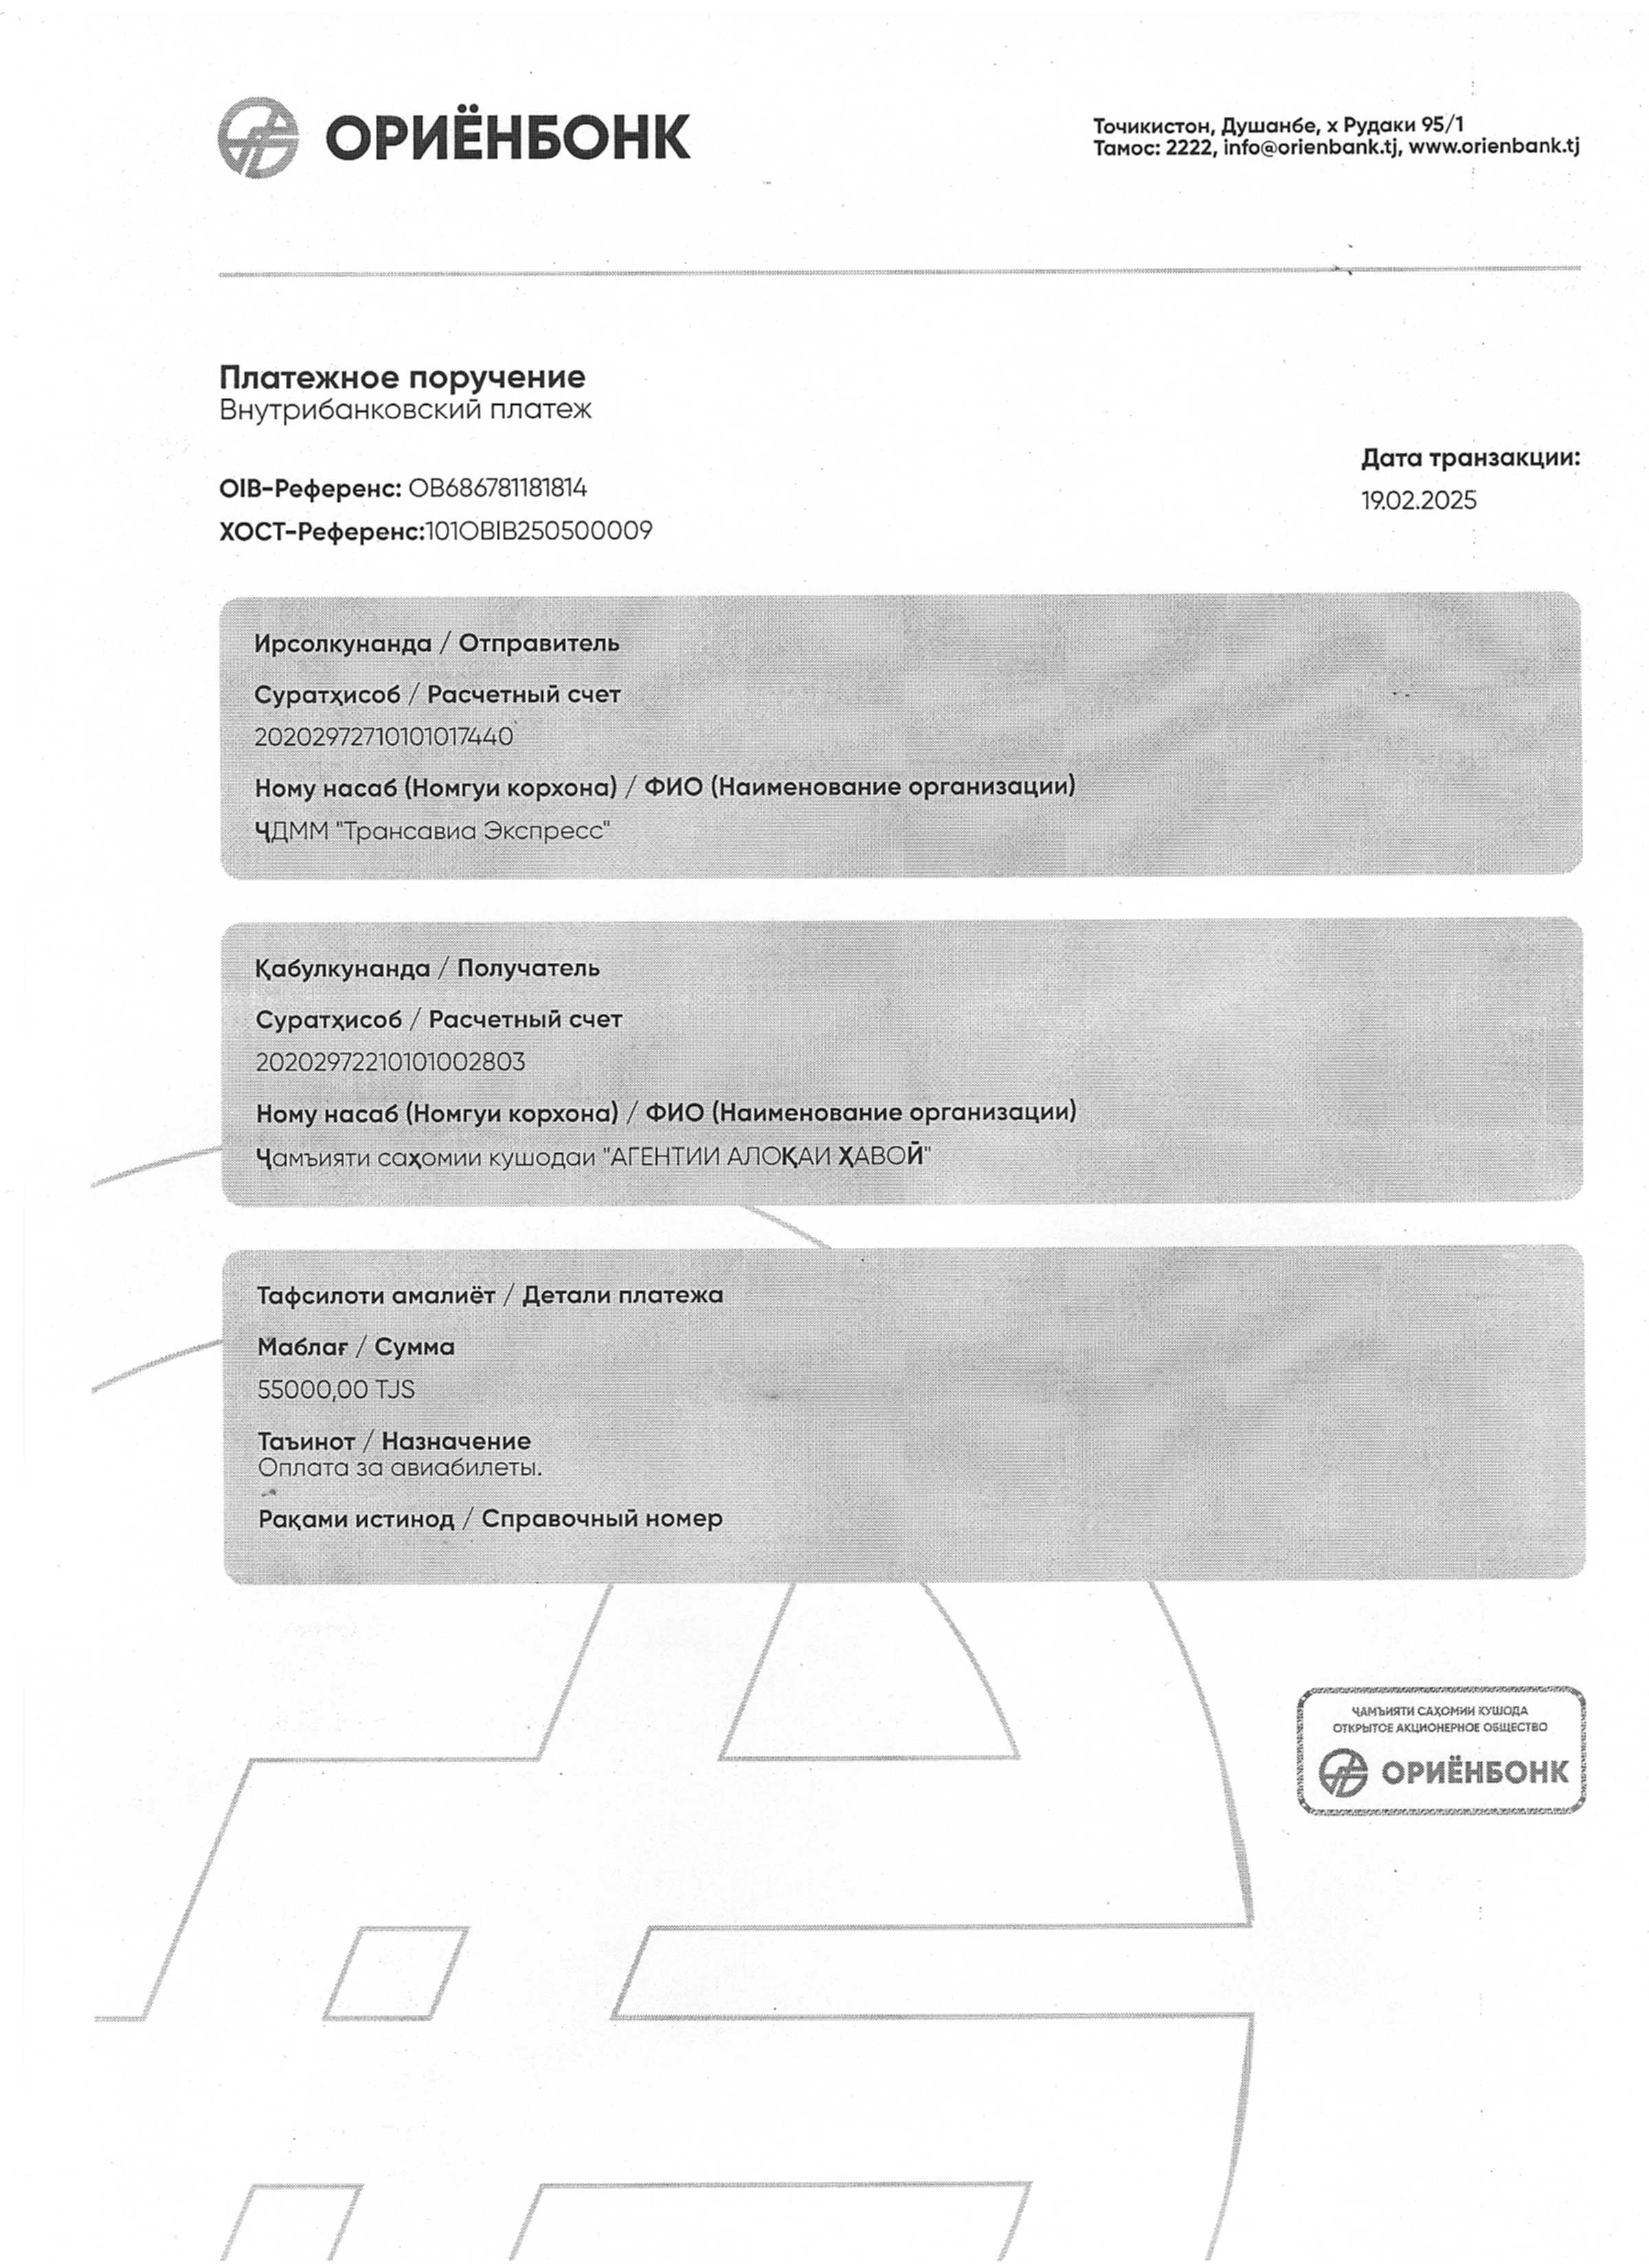 ОРИЁНБОНК
Точикистон, Душанбе, х Рудаки 95/1
Тамос: 2222, info@orienbank.tj, www.orienbank.tj
Платежное поручение
Внутрибанковский платеж
Дата транзакции:
OIB-Референс: OB686781181814
19.02.2025
ХОСТ-Референс:101OBIB250500009
Ирсолкунанда / Отправитель
Суратҳисоб / Расчетный счет
20202972710101017440
Ному насаб (Номгуи корхона) / ФИО (Наименование организации)
ҶДММ "Трансавиа Экспресс"
Қабулкунанда / Получатель
Суратҳисоб / Расчетный счет
20202972210101002803
Ному насаб (Номгуи корхона) / ФИО (Наименование организации)
Ҷамъияти саҳомии кушодаи "АГЕНТИИ АЛОҚАИ ҲАВОӢ"
Тафсилоти амалиёт / Детали платежа
Маблағ / Сумма
55000,00 TJS
Таъинот / Назначение
Оплата за авиабилеты.
Рақами истинод / Справочный номер
ҶАМЪИЯТИ САҲОМИИ КУШОДА
ОТКРЫТОЕ АКЦИОНЕРНОЕ ОБЩЕСТВО
ОРИЁНБОНК